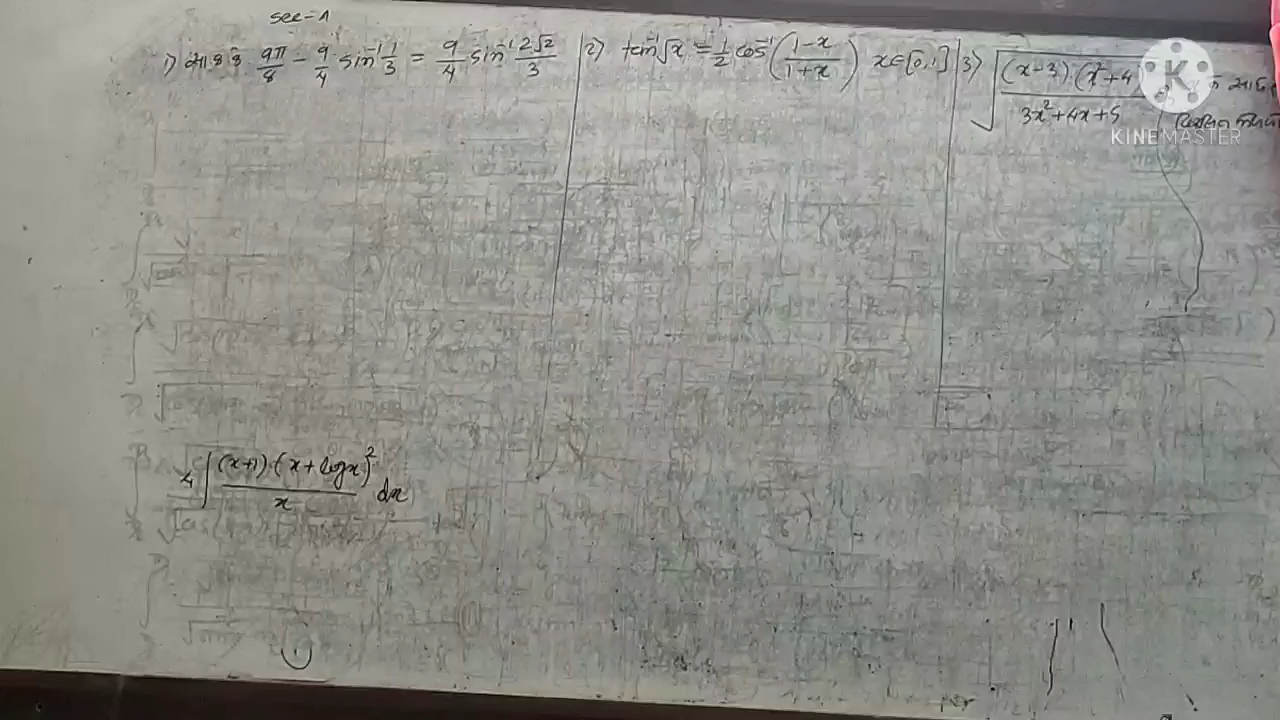 sec-A
1) 9π/8 - 9/4 sin⁻¹ 1/3 = 9/4 sin⁻¹ 2√2/3
2) tan⁻¹√x = 1/2 cos⁻¹ (1-x/1+x) x∈[0,1]
3) √((x-3)·(x²+4)/3x²+4x+5)
KINEMASTER
4 ∫ (x+1)·(x+logx)²/x dx